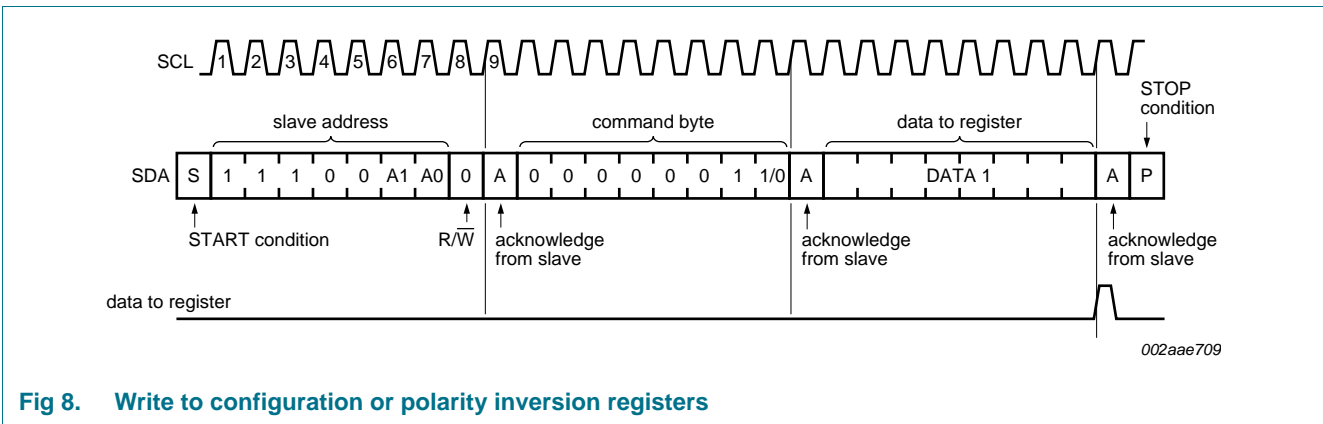 SCL 1 2 3 4 5 6 7 8 9
STOP
condition
slave address command byte data to register
SDA S 1 1 1 0 0 A1 A0 0 A 0 0 0 0 0 0 1 1/0 A DATA 1 A P
START condition R/W̅ acknowledge
from slave acknowledge
from slave acknowledge
from slave
data to register
002aae709
Fig 8. Write to configuration or polarity inversion registers